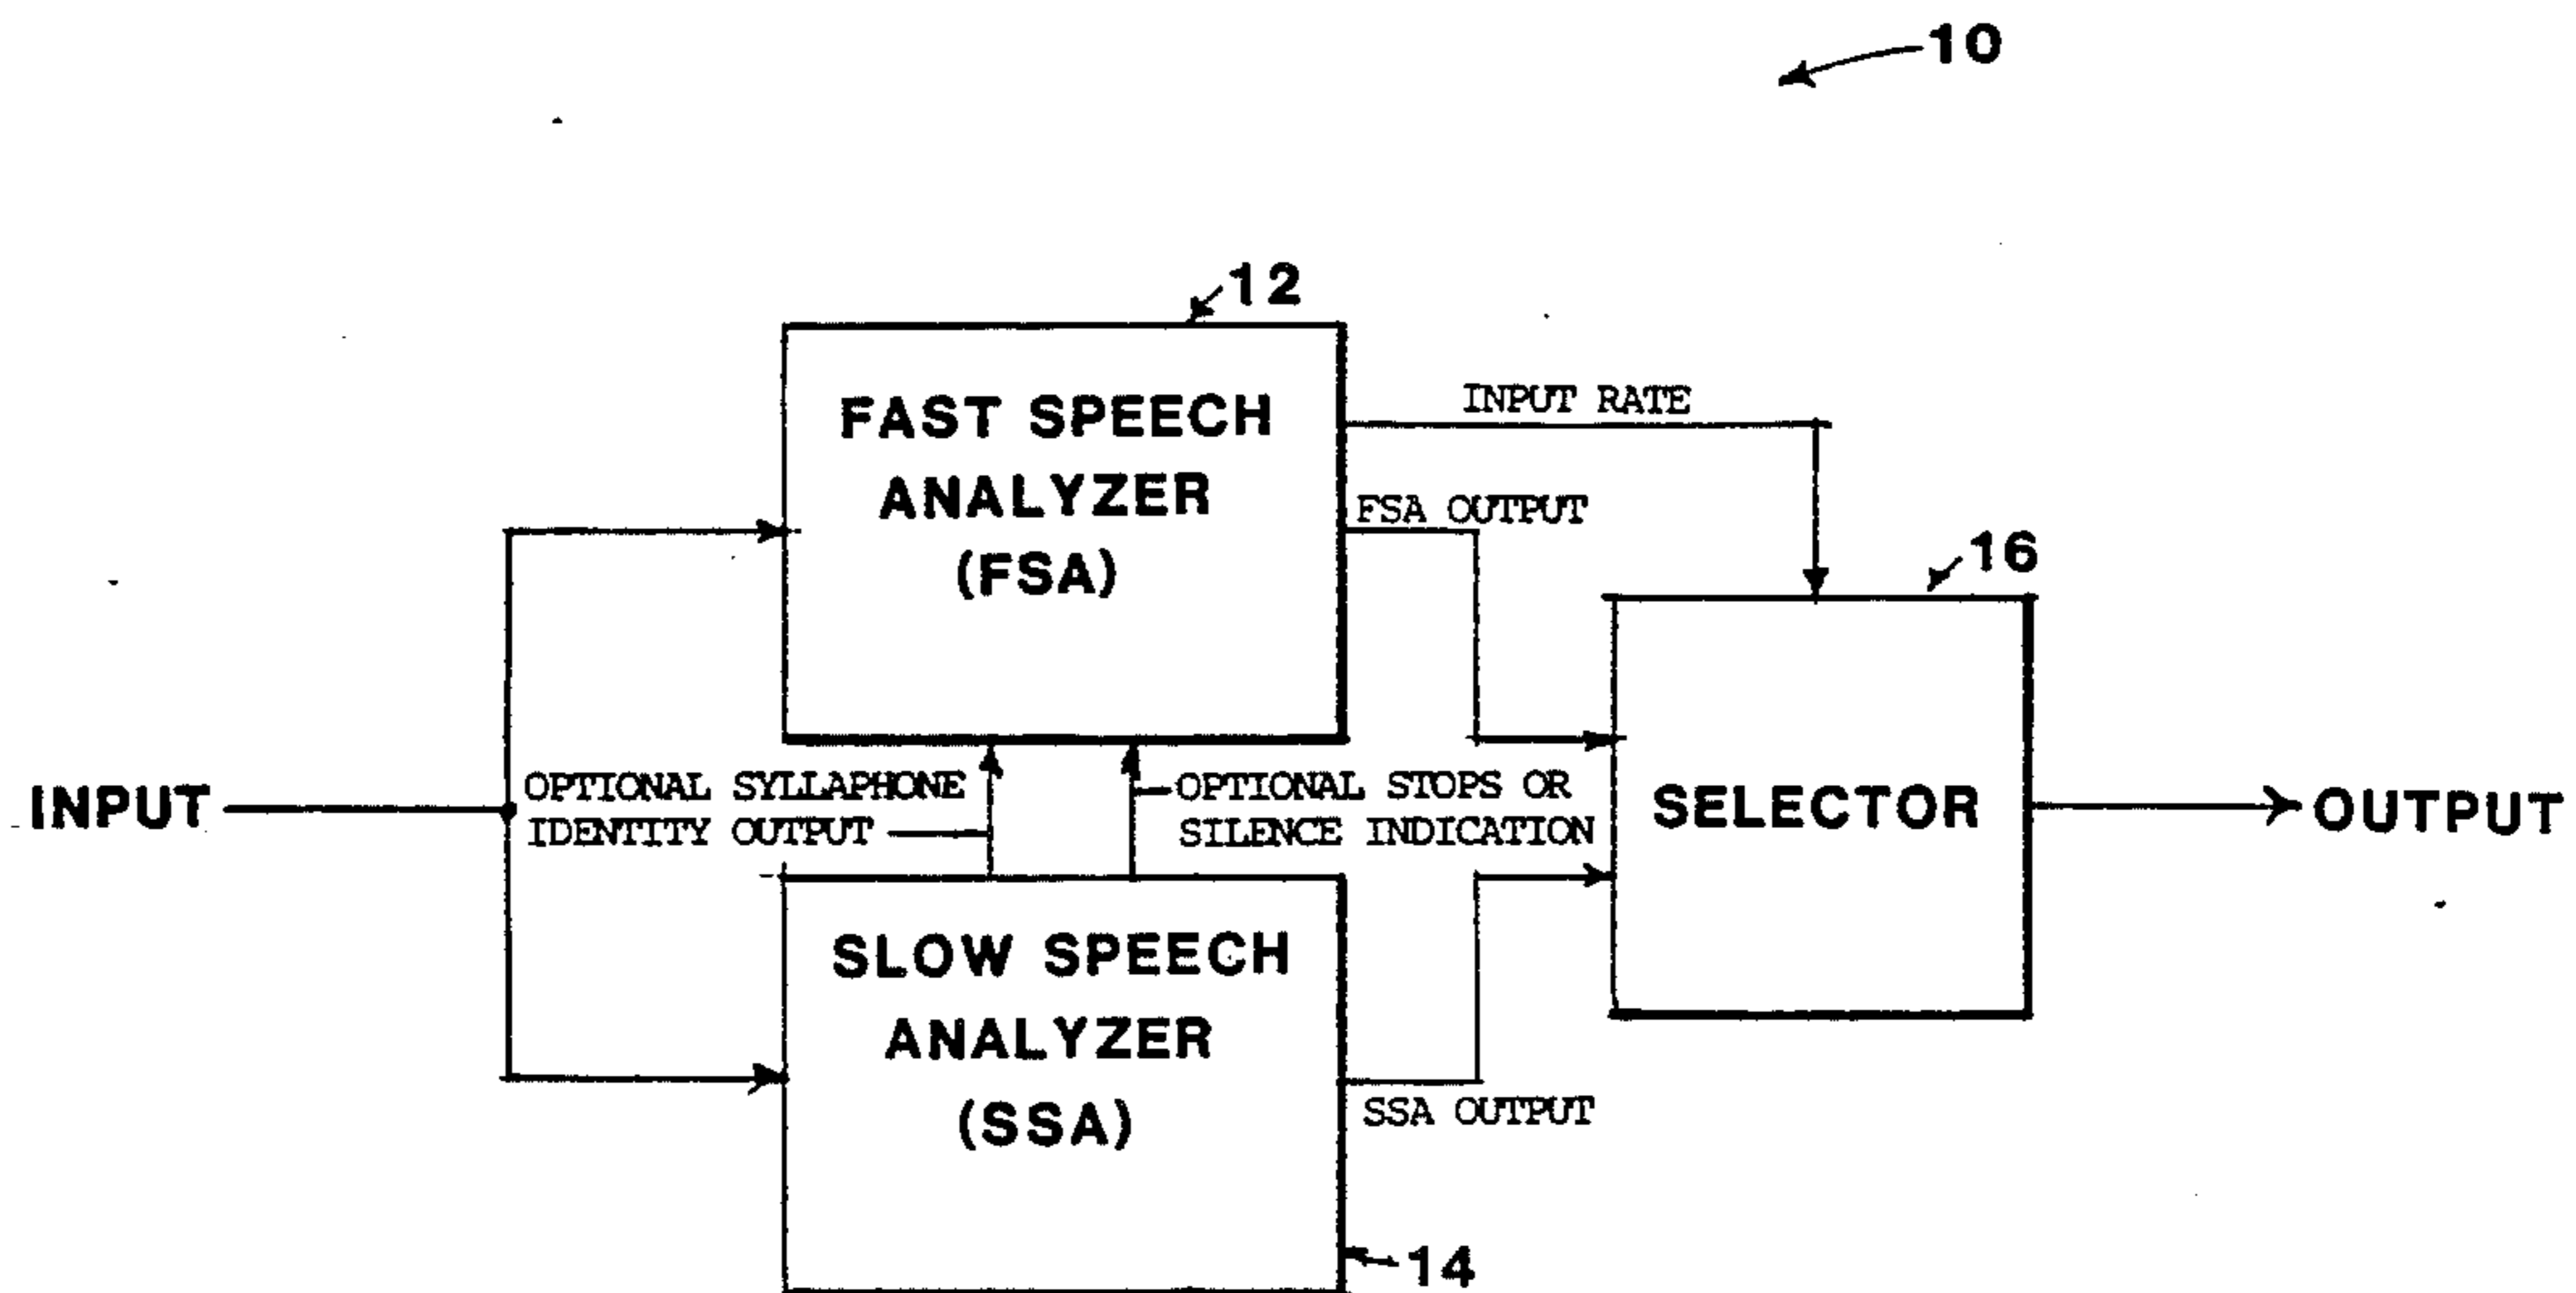 10
12
FAST SPEECH
ANALYZER
(FSA)
INPUT RATE
FSA OUTPUT
16
INPUT
OPTIONAL SYLLAPHONE
IDENTITY OUTPUT
OPTIONAL STOPS OR
SILENCE INDICATION
SELECTOR
OUTPUT
SLOW SPEECH
ANALYZER
(SSA)
SSA OUTPUT
14